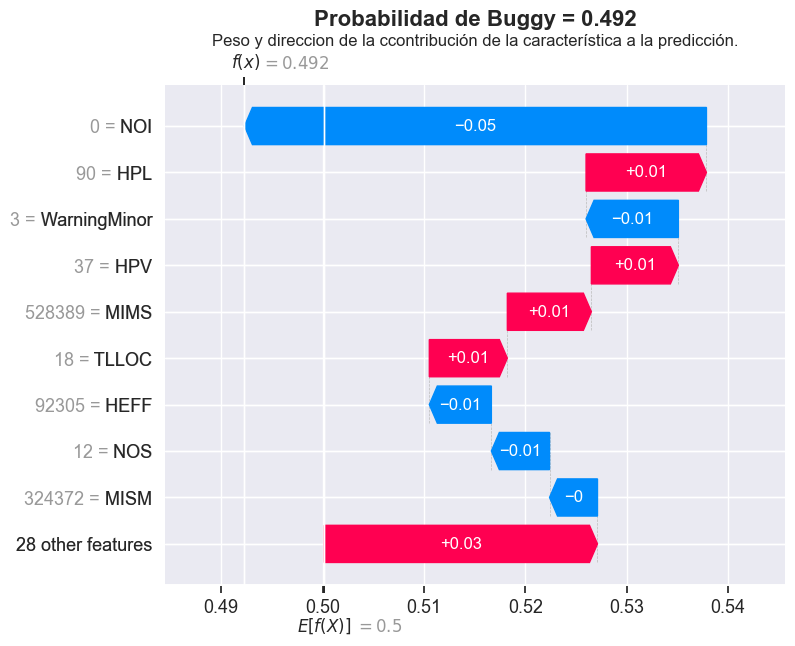 Probabilidad de Buggy = 0.492
Peso y direccion de la ccontribución de la característica a la predicción.
f(x) = 0.492
0 = NOI −0.05
90 = HPL +0.01
3 = WarningMinor −0.01
37 = HPV +0.01
528389 = MIMS +0.01
18 = TLLOC +0.01
92305 = HEFF −0.01
12 = NOS −0.01
324372 = MISM −0
28 other features +0.03
0.49 0.50 0.51 0.52 0.53 0.54
E[f(X)] = 0.5